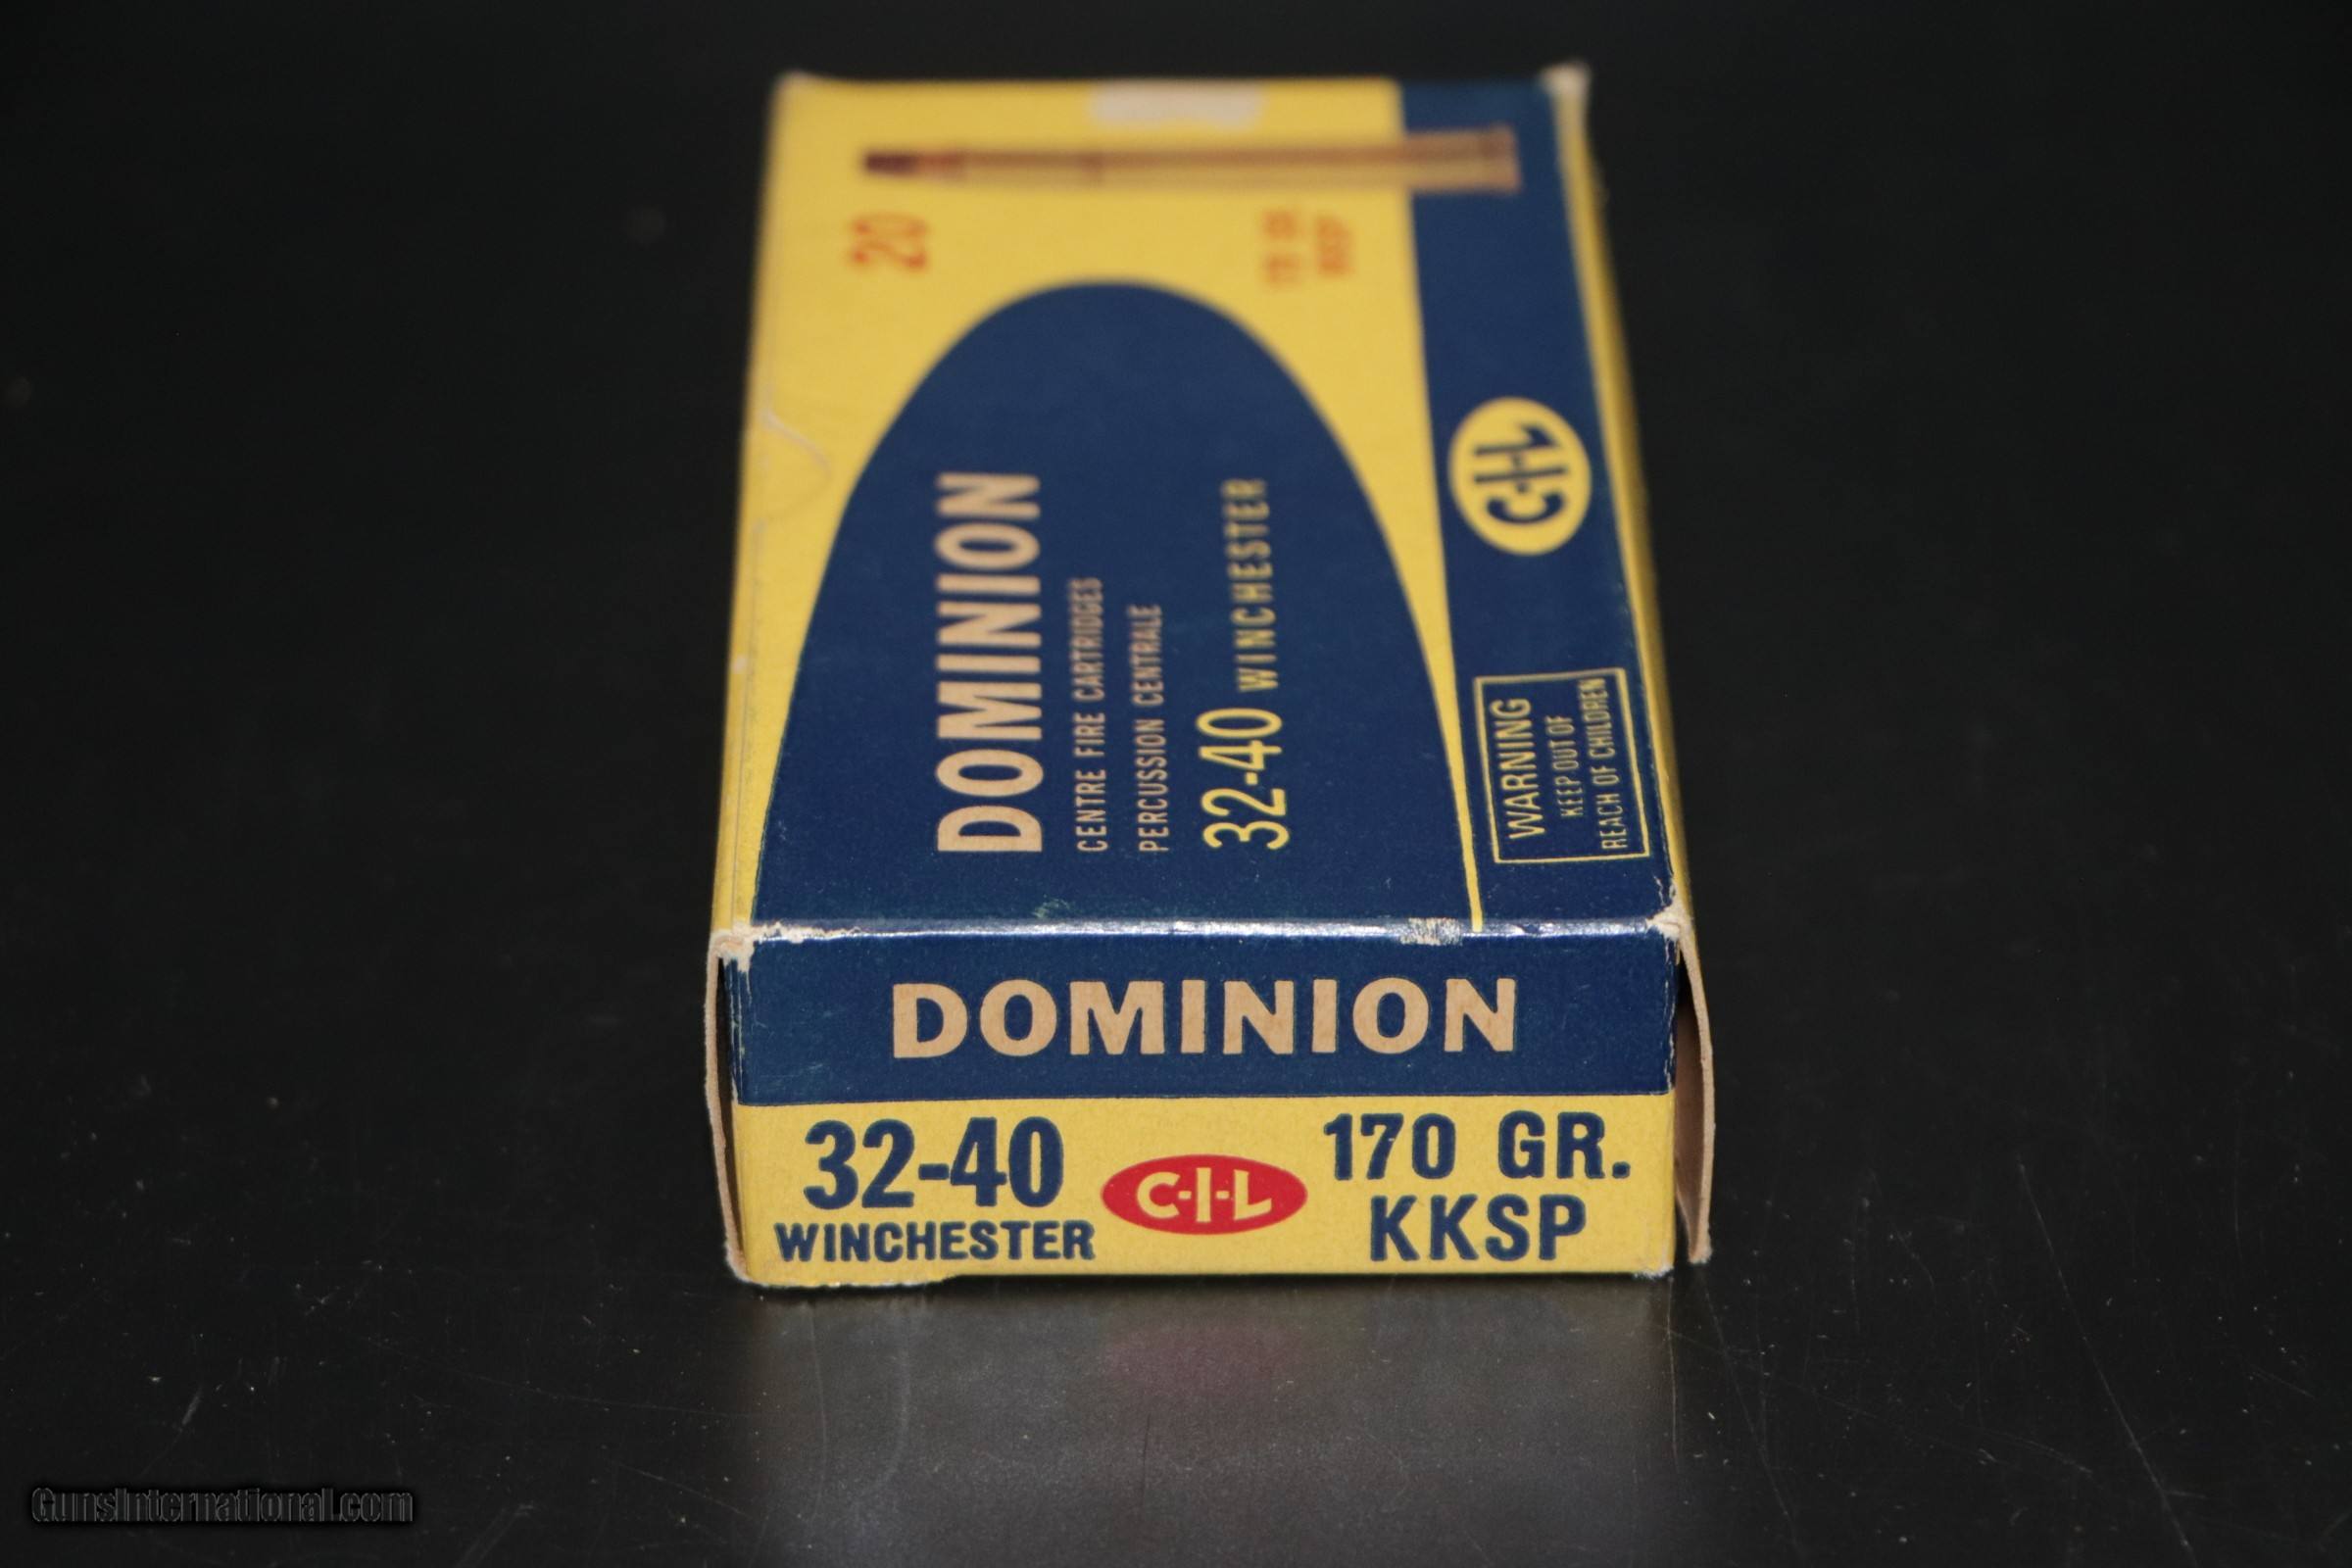 20
KKSP
DOMINION
CENTRE FIRE CARTRIDGES
PERCUSSION CENTRALE
32-40 WINCHESTER
C-I-L
WARNING
KEEP OUT OF
REACH OF CHILDREN
DOMINION
32-40
WINCHESTER
C-I-L
170 GR.
KKSP
GunsInternational.com